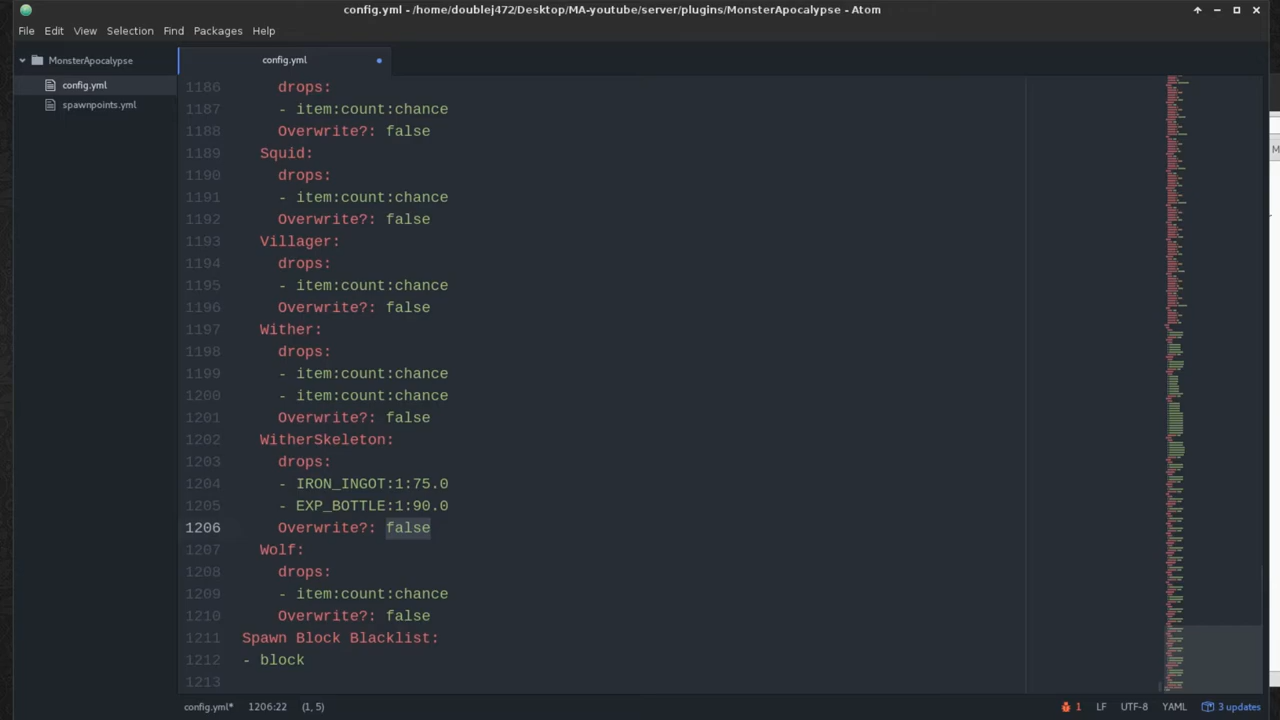 config.yml - /home/doublej472/Desktop/MA-youtube/server/plugins/MonsterApocalypse - Atom
File Edit View Selection Find Packages Help
MonsterApocalypse
config.yml
spawnpoints.yml
config.yml
1186 drops:
1187 - Item:count:chance
1188 Overwrite?: false
1189 Squid:
1190 drops:
1191 - Item:count:chance
1192 Overwrite?: false
1193 Villager:
1194 drops:
1195 - Item:count:chance
1196 Overwrite?: false
1197 Wither:
1198 drops:
1199 - Item:count:chance
1200 - Item:count:chance
1201 Overwrite?: false
1202 WitherSkeleton:
1203 drops:
1204 - IRON_INGOT:1:75.0
1205
1206 Overwrite?: false
1207 Wolf:
1208 drops:
1209 - Item:count:chance
1210 Overwrite?: false
1211 Spawn Block Blacklist:
1212 - block
1213
config.yml* 1206:22 (1, 5) 1 LF UTF-8 YAML 3 updates